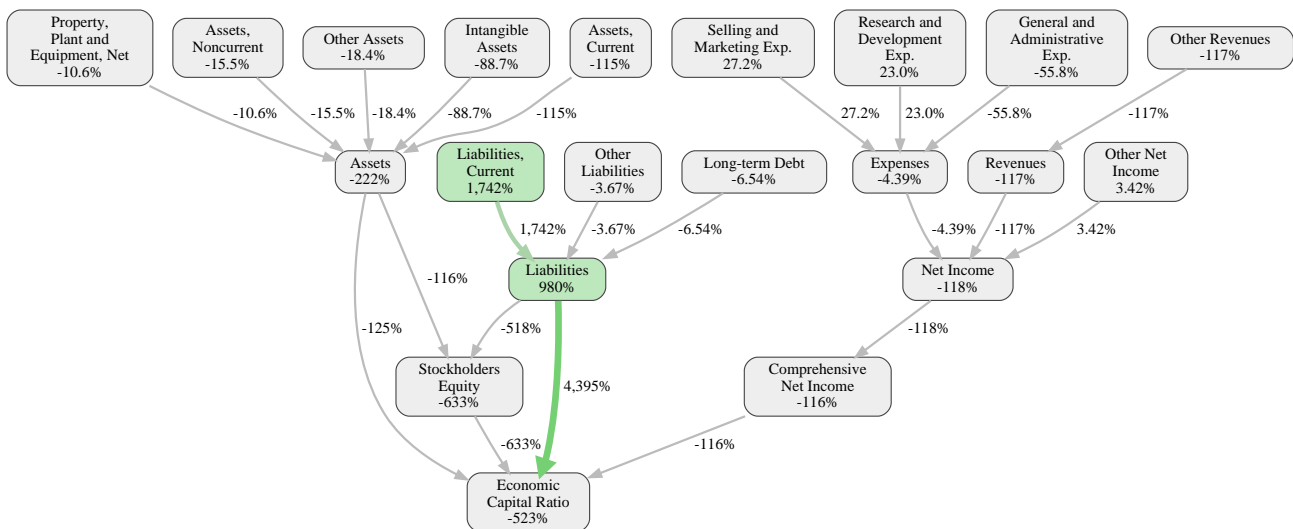 Property,
Plant and
Equipment, Net
-10.6%
Assets,
Noncurrent
-15.5%
Other Assets
-18.4%
Intangible
Assets
-88.7%
Assets,
Current
-115%
Selling and
Marketing Exp.
27.2%
Research and
Development
Exp.
23.0%
General and
Administrative
Exp.
-55.8%
Other Revenues
-117%
-10.6%
-15.5%
-18.4%
-88.7%
-115%
27.2%
23.0%
-55.8%
-117%
Assets
-222%
Liabilities,
Current
1,742%
Other
Liabilities
-3.67%
Long-term Debt
-6.54%
Expenses
-4.39%
Revenues
-117%
Other Net
Income
3.42%
1,742%
-3.67%
-6.54%
-4.39%
-117%
3.42%
Liabilities
980%
Net Income
-118%
-116%
-125%
-518%
-118%
Stockholders
Equity
-633%
4,395%
Comprehensive
Net Income
-116%
-633%
-116%
Economic
Capital Ratio
-523%